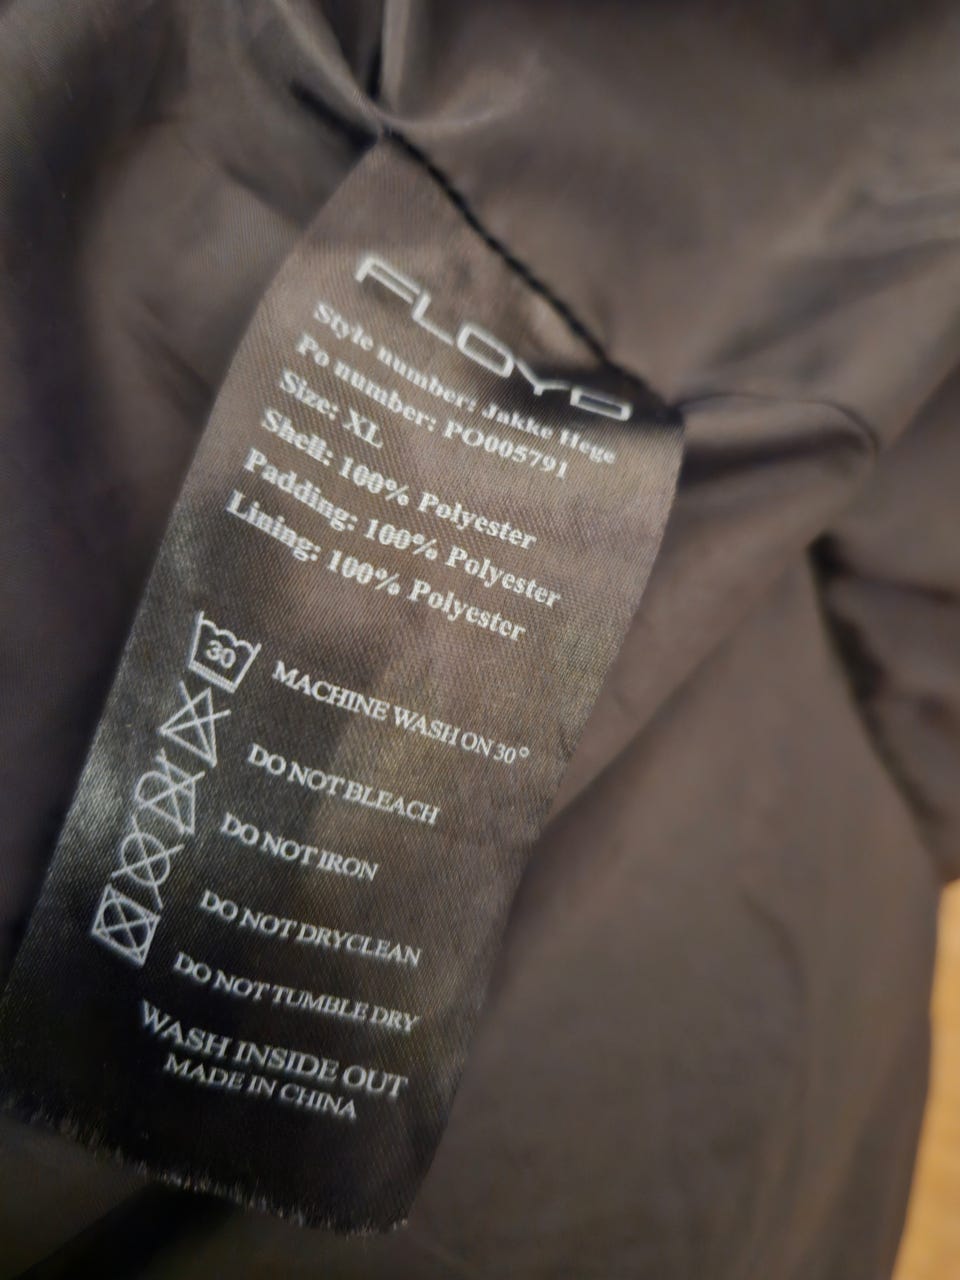 FLOYD
Style number: Jakke Hege
Po number: PO005791
Size: XL
Shell: 100% Polyester
Padding: 100% Polyester
Lining: 100% Polyester
30 MACHINE WASH ON 30°
DO NOT BLEACH
DO NOT IRON
DO NOT DRYCLEAN
DO NOT TUMBLE DRY
WASH INSIDE OUT
MADE IN CHINA